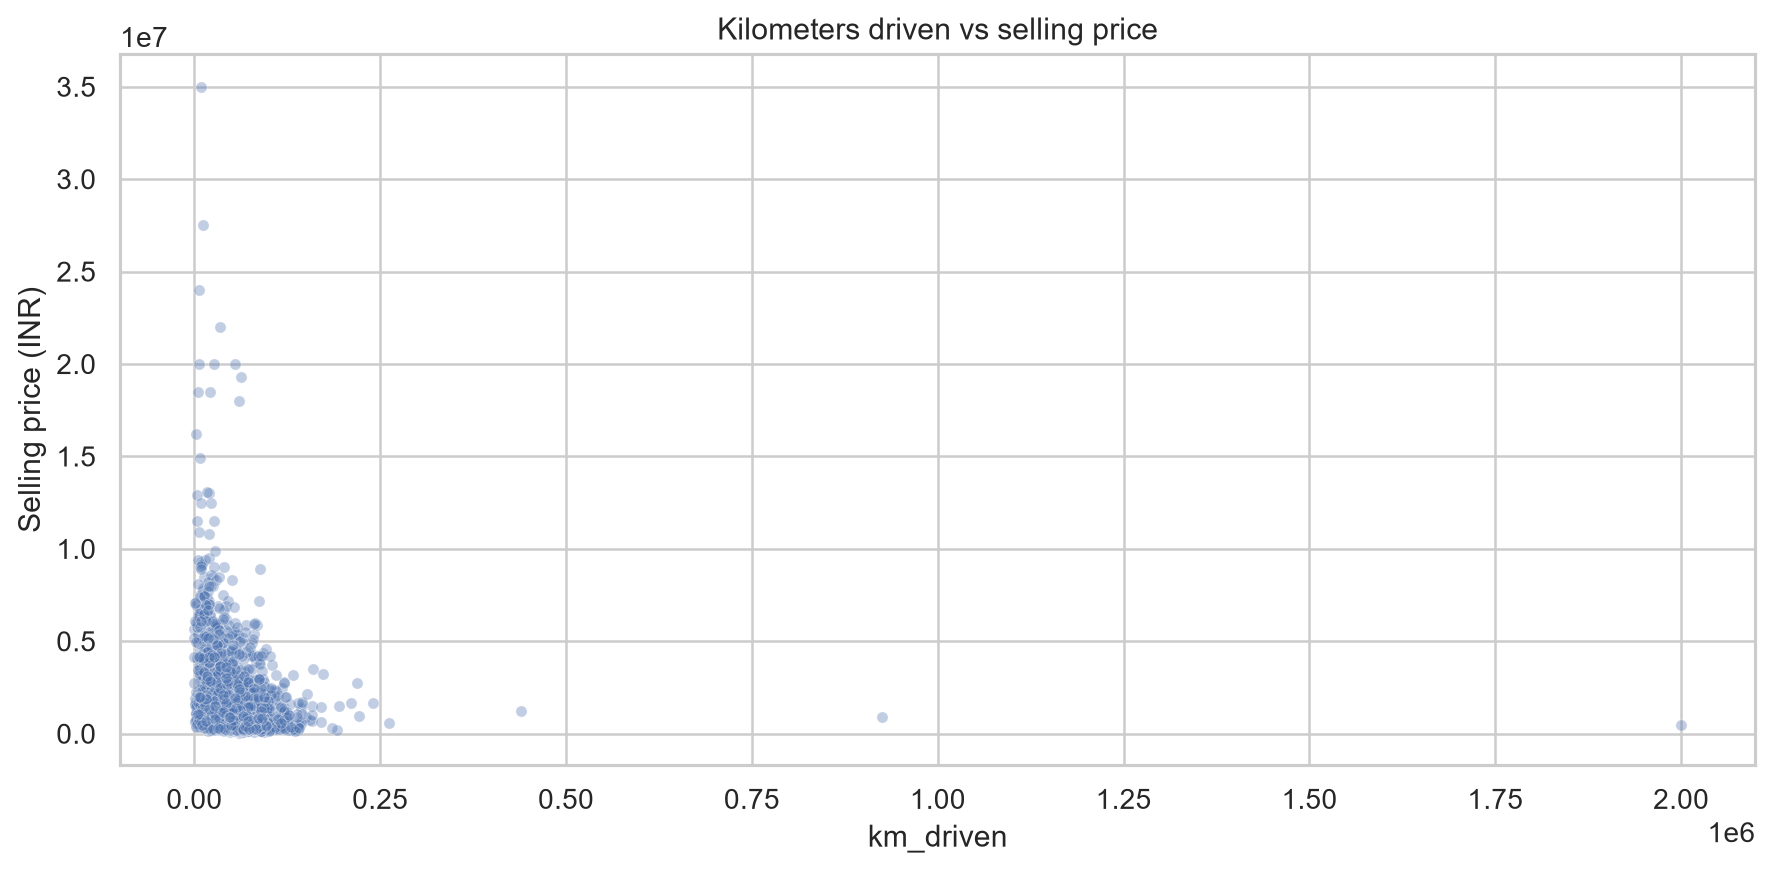 Kilometers driven vs selling price
1e7
3.5
3.0
2.5
2.0
1.5
1.0
0.5
0.0
Selling price (INR)
0.00 0.25 0.50 0.75 1.00 1.25 1.50 1.75 2.00
1e6
km_driven